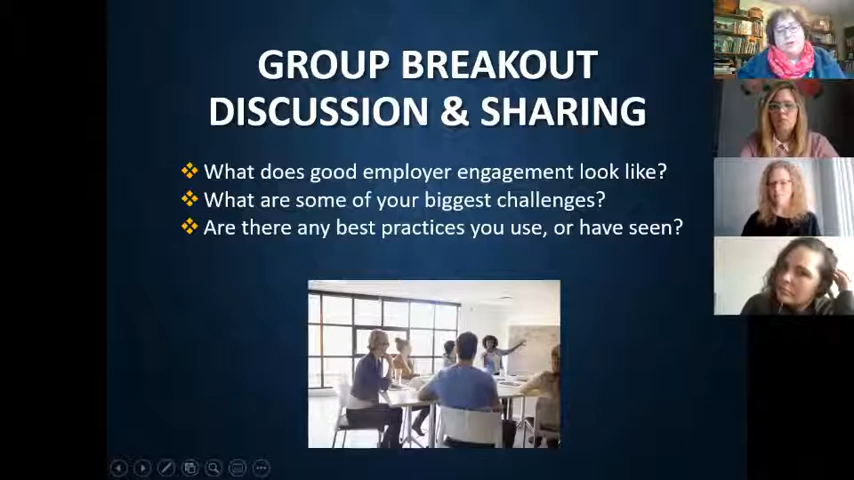 GROUP BREAKOUT
DISCUSSION & SHARING
What does good employer engagement look like?
What are some of your biggest challenges?
Are there any best practices you use, or have seen?